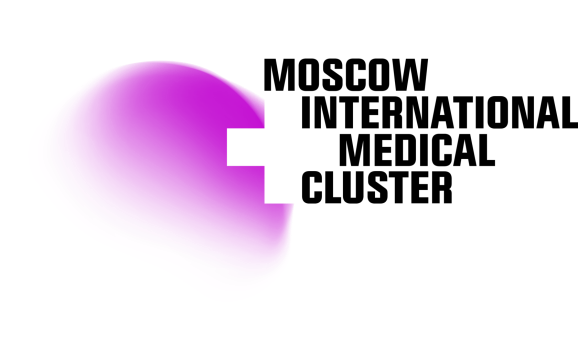 MOSCOW
INTERNATIONAL
MEDICAL
CLUSTER